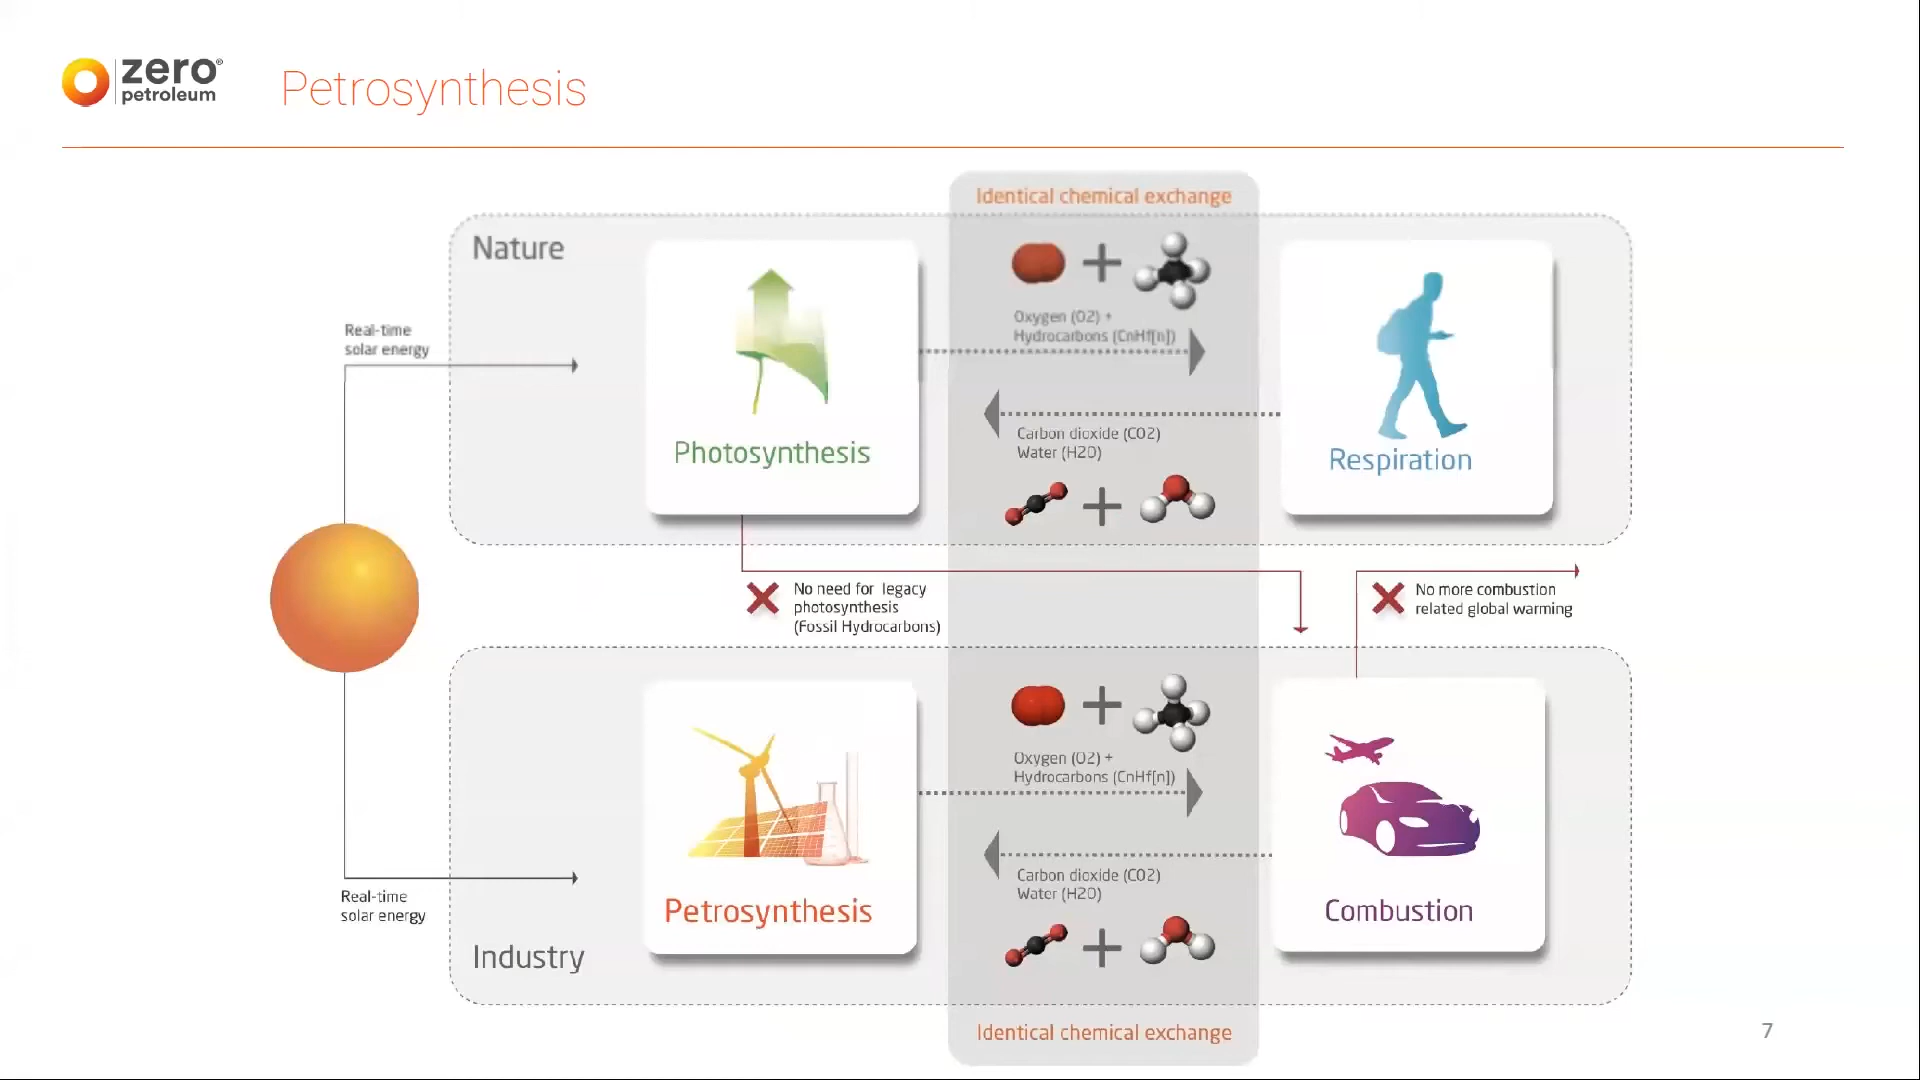 zero®
petroleum
Petrosynthesis
Identical chemical exchange
Nature
Oxygen (O2) +
Hydrocarbons (CnHf[n])
Real-time
solar energy
Carbon dioxide (CO2)
Water (H2O)
Photosynthesis
Respiration
No need for legacy
photosynthesis
(Fossil Hydrocarbons)
No more combustion
related global warming
Oxygen (O2) +
Hydrocarbons (CnHf[n])
Carbon dioxide (CO2)
Water (H2O)
Real-time
solar energy
Petrosynthesis
Combustion
Industry
Identical chemical exchange
7